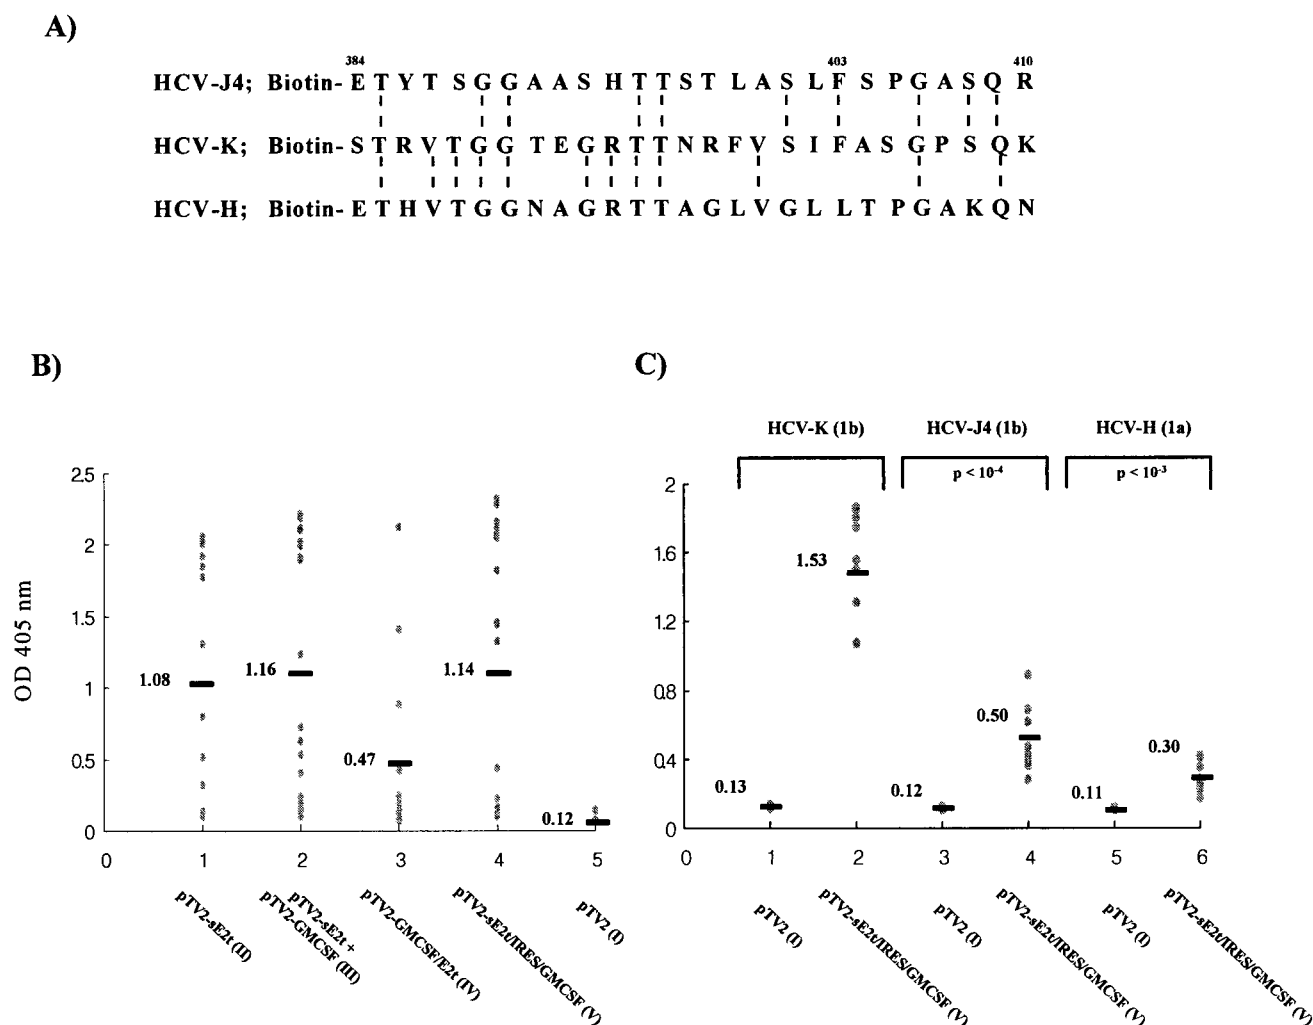 A)
384 403 410
HCV-J4; Biotin- E T Y T S G G A A S H T T S T L A S L F S P G A S Q R
HCV-K; Biotin- S T R V T G G T E G R T T N R F V S I F A S G P S Q K
HCV-H; Biotin- E T H V T G G N A G R T T A G L V G L L T P G A K Q N
B)
OD 405 nm
2.5
2
1.5
1
0.5
0
1.08
1.16
0.47
1.14
0.12
0 1 2 3 4 5
pTV2-sE2t (II)
pTV2-sE2t +
pTV2-GMCSF (III)
pTV2-GMCSF/E2t (IV)
pTV2-sE2t/IRES/GMCSF (V)
pTV2 (I)
C)
HCV-K (1b) HCV-J4 (1b) HCV-H (1a)
p < 10⁻⁴ p < 10⁻³
2
1.6
1.2
0.8
0.4
0
0.13
1.53
0.12
0.50
0.11
0.30
0 1 2 3 4 5 6
pTV2 (I)
pTV2-sE2t/IRES/GMCSF (V)
pTV2 (I)
pTV2-sE2t/IRES/GMCSF (V)
pTV2 (I)
pTV2-sE2t/IRES/GMCSF (V)